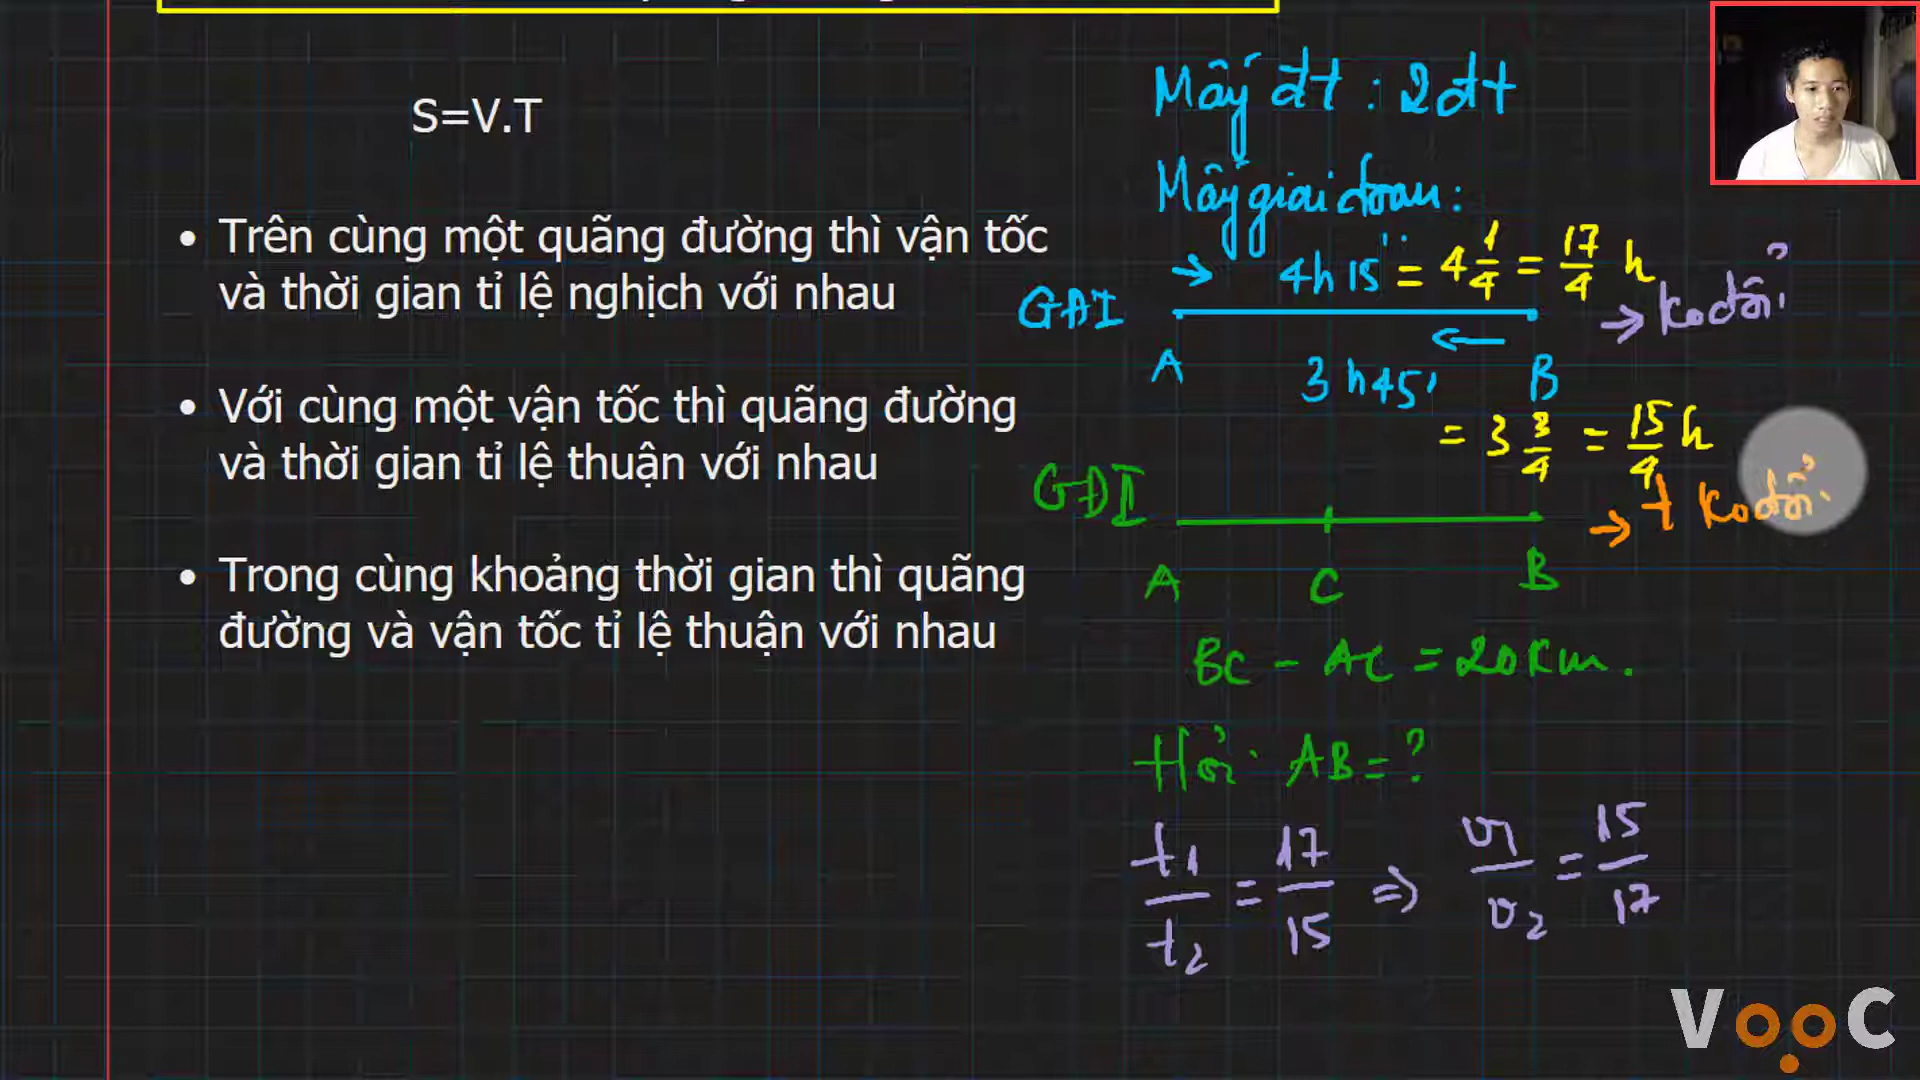 S=V.T
• Trên cùng một quãng đường thì vận tốc
và thời gian tỉ lệ nghịch với nhau
• Với cùng một vận tốc thì quãng đường
và thời gian tỉ lệ thuận với nhau
• Trong cùng khoảng thời gian thì quãng
đường và vận tốc tỉ lệ thuận với nhau
Mấy đt : 2đt
Mấy giai đoạn:
→ 4h15' = 4 1/4 = 17/4 h
GĐI → Ko đổi
←
A 3h45' B
= 3 3/4 = 15/4 h
GĐII → t Ko đổi
A C B
BC - AC = 20Km.
Hỏi AB = ?
t1/t2 = 17/15 => v1/v2 = 15/17
VooC